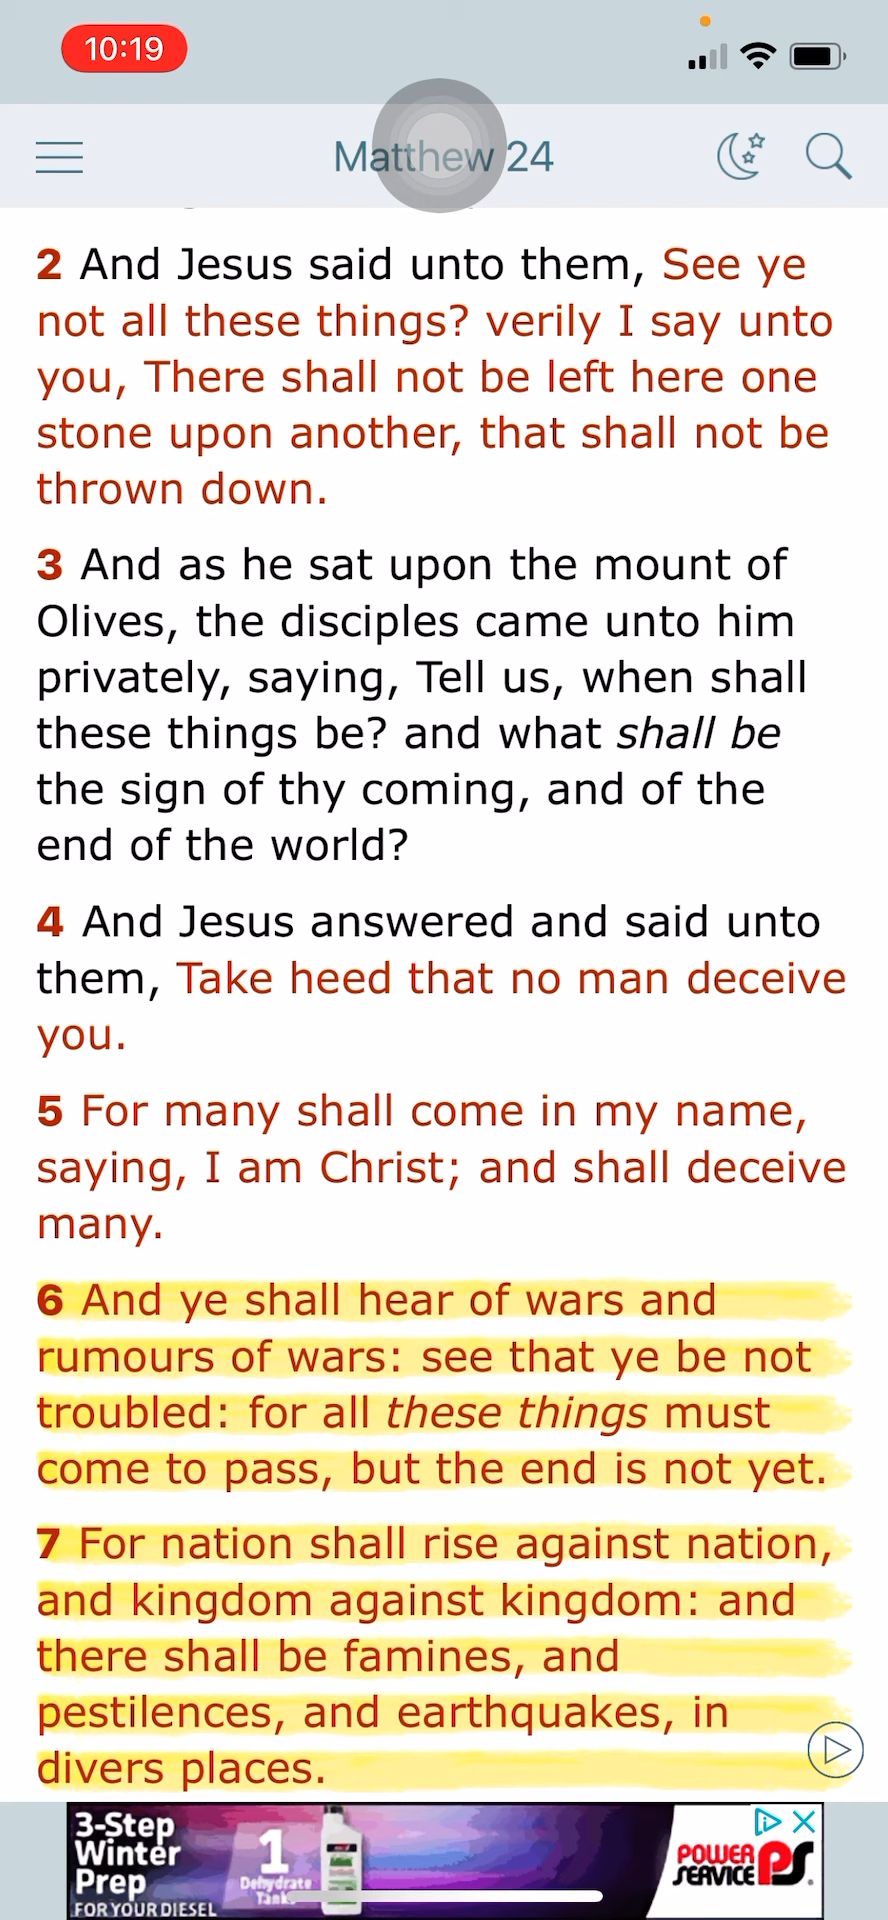 10:19
Matthew 24
2 And Jesus said unto them, See ye
not all these things? verily I say unto
you, There shall not be left here one
stone upon another, that shall not be
thrown down.
3 And as he sat upon the mount of
Olives, the disciples came unto him
privately, saying, Tell us, when shall
these things be? and what shall be
the sign of thy coming, and of the
end of the world?
4 And Jesus answered and said unto
them, Take heed that no man deceive
you.
5 For many shall come in my name,
saying, I am Christ; and shall deceive
many.
6 And ye shall hear of wars and
rumours of wars: see that ye be not
troubled: for all these things must
come to pass, but the end is not yet.
7 For nation shall rise against nation,
and kingdom against kingdom: and
there shall be famines, and
pestilences, and earthquakes, in
divers places.
3-Step
Winter
Prep
FOR YOUR DIESEL
1
Dehydrate
Tank
POWER
SERVICE
PS